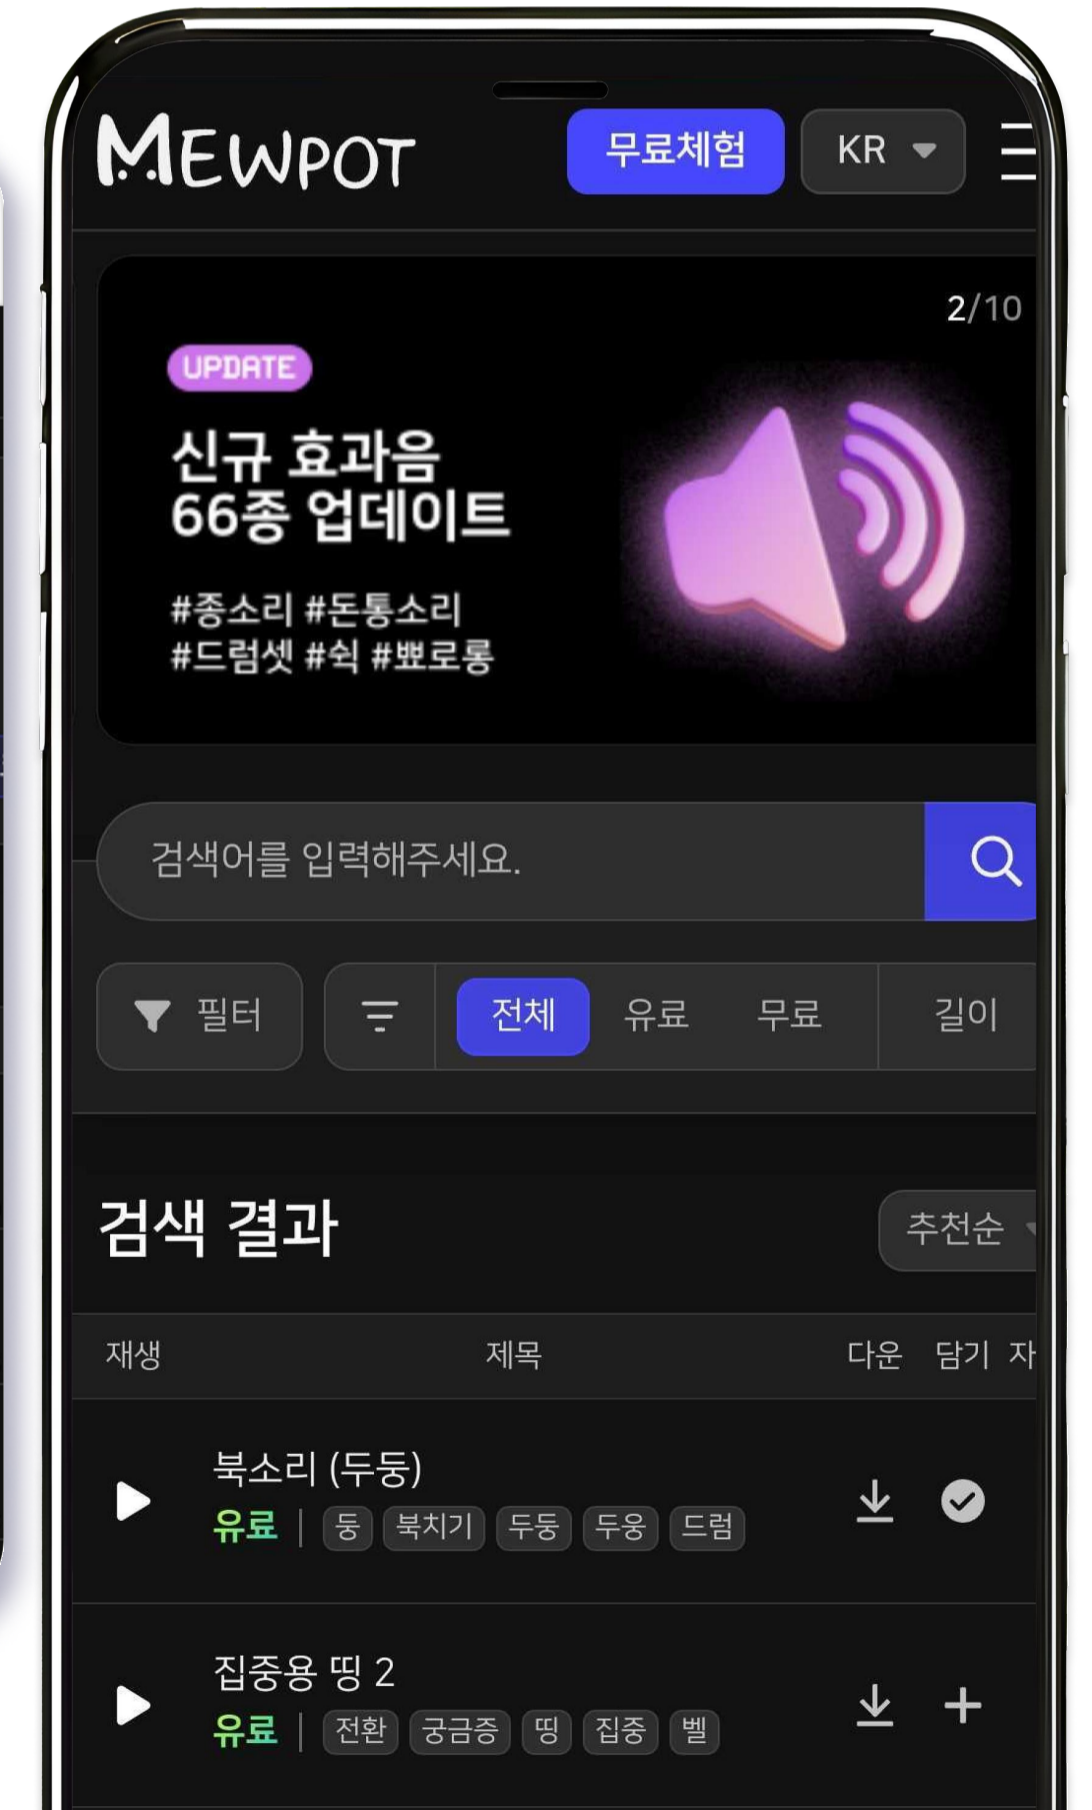 MEWPOT 무료체험 KR
2/10
UPDATE
신규 효과음
66종 업데이트
#종소리 #돈통소리
#드럼셋 #쉭 #뾰로롱
검색어를 입력해주세요.
필터 전체 유료 무료 길이
검색 결과 추천순
재생 제목 다운 담기 자
북소리 (두둥)
유료 | 둥 북치기 두둥 두웅 드럼
집중용 띵 2
유료 | 전환 궁금증 띵 집중 벨